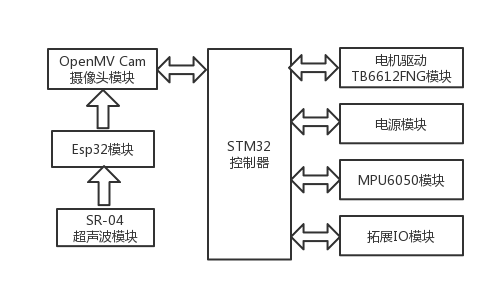 OpenMV Cam
摄像头模块
Esp32模块
SR-04
超声波模块
STM32
控制器
电机驱动
TB6612FNG模块
电源模块
MPU6050模块
拓展IO模块